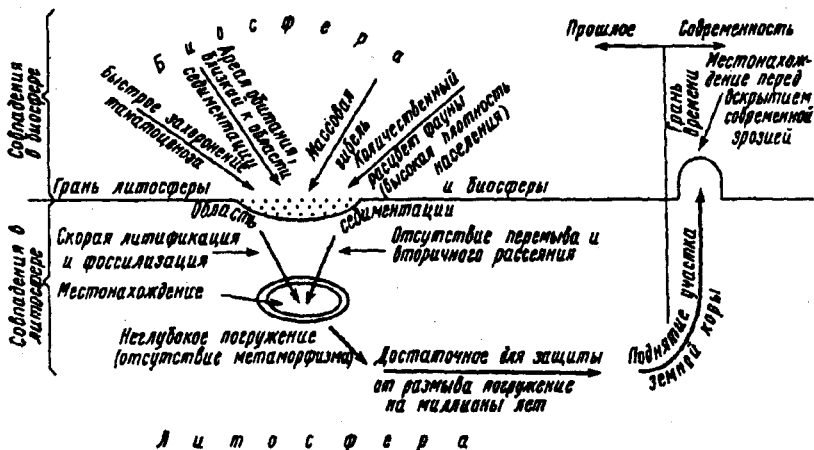 Биосфера
Прошлое
Современность
Совпадения
в биосфере
Быстрое захоронение
танатоценоза
Ареал обитания,
близкий к области
седиментации
Массовая
гибель
Количественный
расцвет фауны
(высокая плотность
населения)
Грань
времени
Местонахож-
дение перед
вскрытием
современной
эрозией
Грань литосферы
и биосферы
Область
седиментации
Совпадения в
литосфере
Скорая литификация
и фоссилизация
Отсутствие перемыва и
вторичного рассеяния
Местонахождение
Неглубокое погружение
(отсутствие метаморфизма)
Достаточное для защиты
от размыва погружение
на миллионы лет
Поднятие участка
земной коры
Литосфера